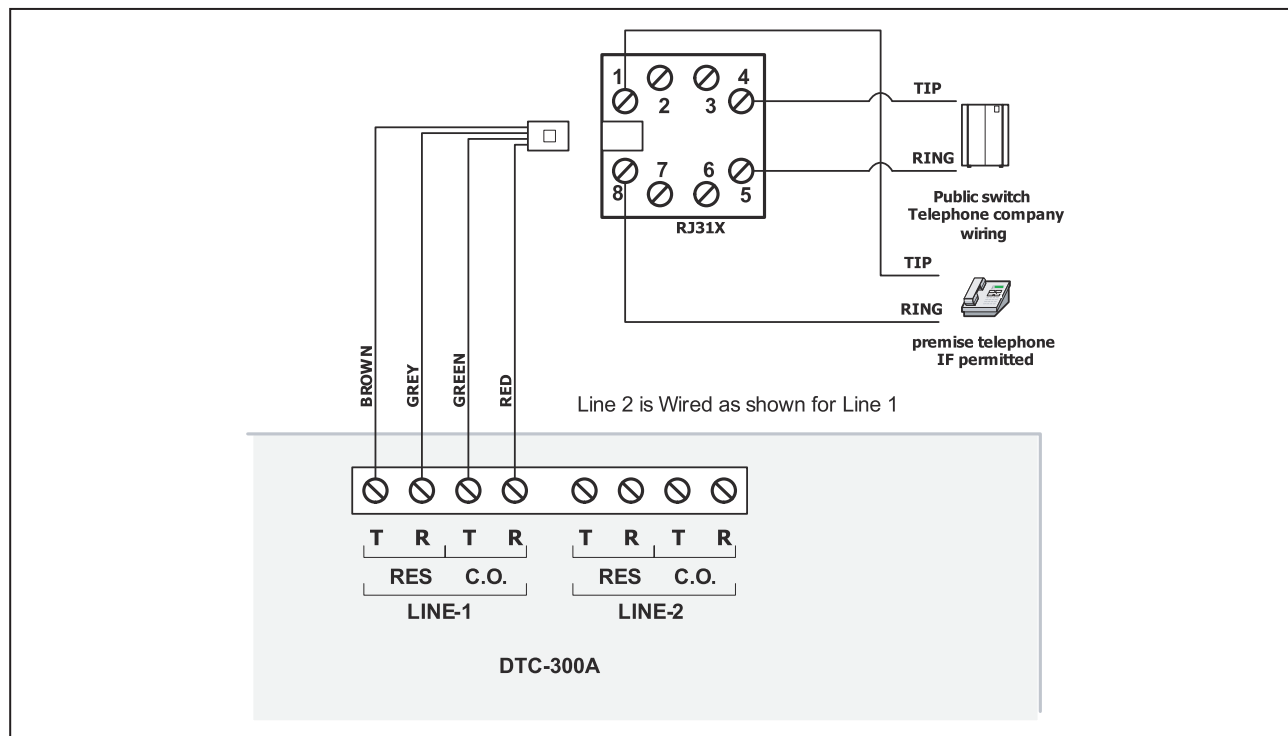 1
2
3
4
TIP
RING
8
7
6
5
RJ31X
Public switch
Telephone company
wiring
TIP
RING
premise telephone
IF permitted
BROWN
GREY
GREEN
RED
Line 2 is Wired as shown for Line 1
T R T R T R T R
RES C.O. RES C.O.
LINE-1 LINE-2
DTC-300A